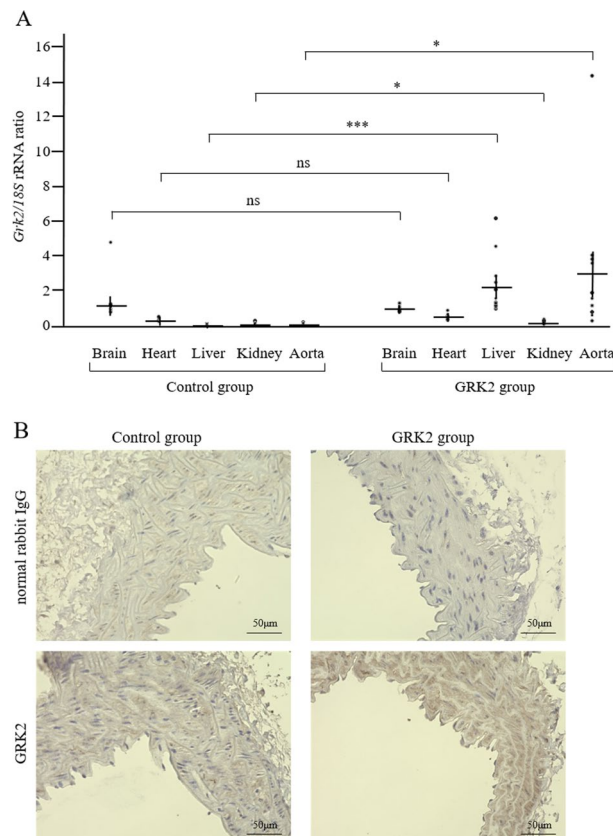 A
Grk2/18S rRNA ratio
16
14
12
10
8
6
4
2
0
*
*
***
ns
ns
Brain Heart Liver Kidney Aorta Brain Heart Liver Kidney Aorta
Control group GRK2 group
B
Control group GRK2 group
normal rabbit IgG
50μm 50μm
GRK2
50μm 50μm